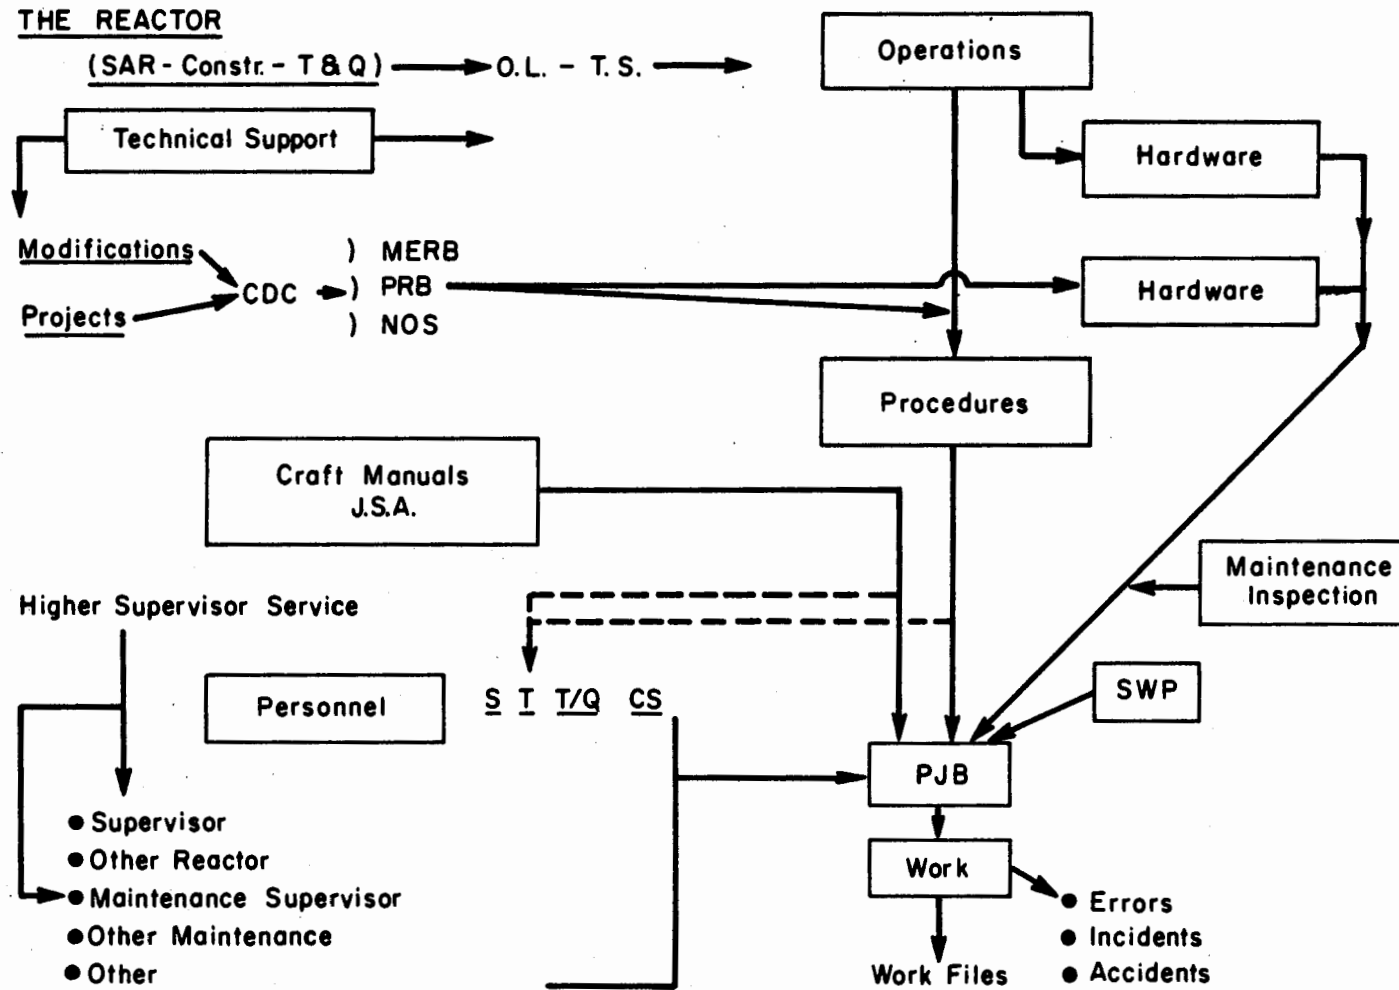 THE REACTOR
(SAR - Constr. - T & Q) O.L. - T.S.
Operations
Technical Support
Hardware
Modifications
) MERB
CDC ) PRB
Hardware
Projects
) NOS
Procedures
Craft Manuals
J.S.A.
Maintenance
Inspection
Higher Supervisor Service
Personnel
S T T/Q CS
SWP
PJB
● Supervisor
● Other Reactor
● Maintenance Supervisor
● Other Maintenance
● Other
Work
● Errors
● Incidents
● Accidents
Work Files